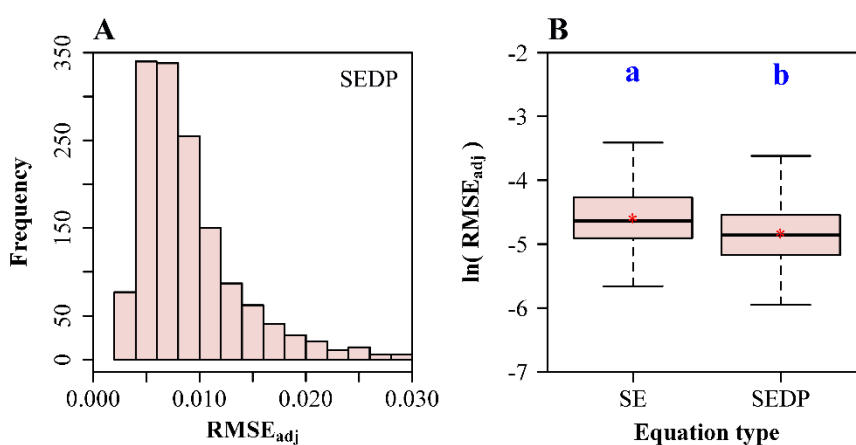 A
SEDP
350
250
150
50
0
Frequency
0.000
0.010
0.020
0.030
RMSEadj
B
a
b
-2
-3
-4
-5
-6
-7
ln( RMSEadj )
SE
SEDP
Equation type